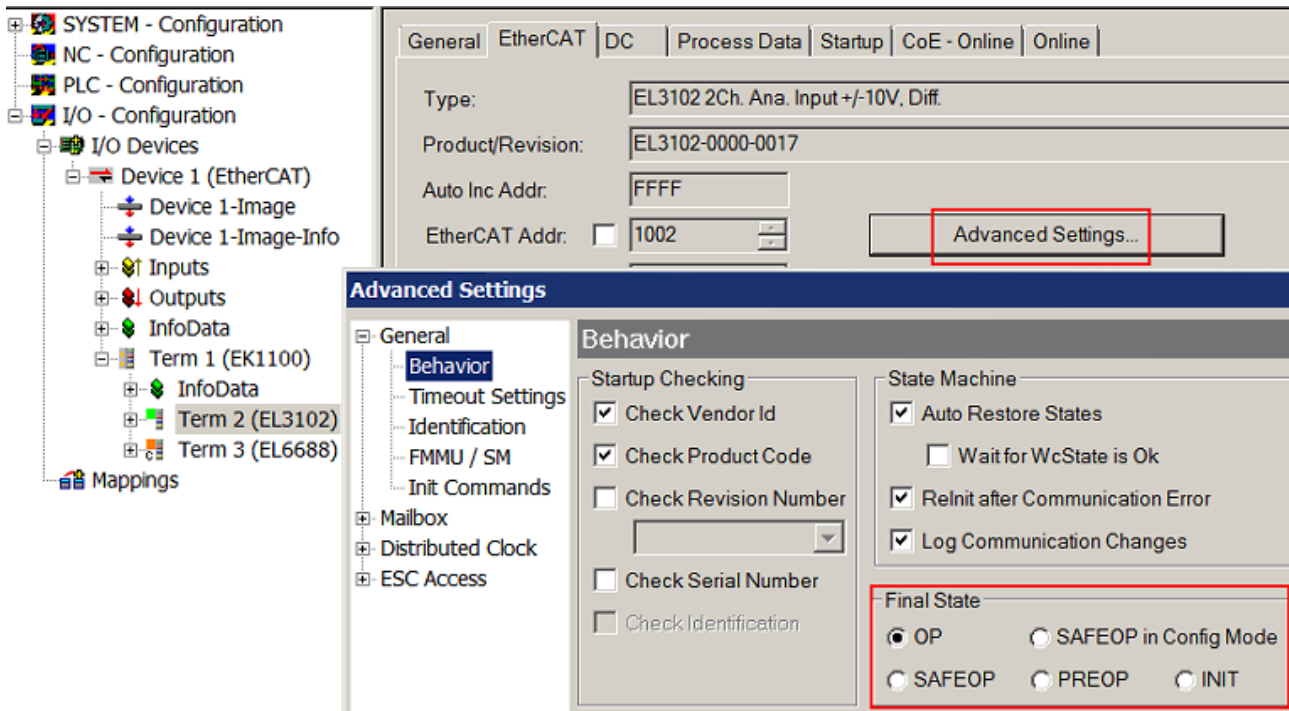 SYSTEM - Configuration
NC - Configuration
PLC - Configuration
I/O - Configuration
I/O Devices
Device 1 (EtherCAT)
Device 1-Image
Device 1-Image-Info
Inputs
Outputs
InfoData
Term 1 (EK1100)
InfoData
Term 2 (EL3102)
Term 3 (EL6688)
Mappings
General EtherCAT DC Process Data Startup CoE - Online Online
Type: EL3102 2Ch. Ana. Input +/-10V, Diff.
Product/Revision: EL3102-0000-0017
Auto Inc Addr: FFFF
EtherCAT Addr: 1002 Advanced Settings...
Advanced Settings
General
Behavior
Timeout Settings
Identification
FMMU / SM
Init Commands
Mailbox
Distributed Clock
ESC Access
Behavior
Startup Checking
Check Vendor Id
Check Product Code
Check Revision Number
Check Serial Number
Check Identification
State Machine
Auto Restore States
Wait for WcState is Ok
ReInit after Communication Error
Log Communication Changes
Final State
OP SAFEOP in Config Mode
SAFEOP PREOP INIT